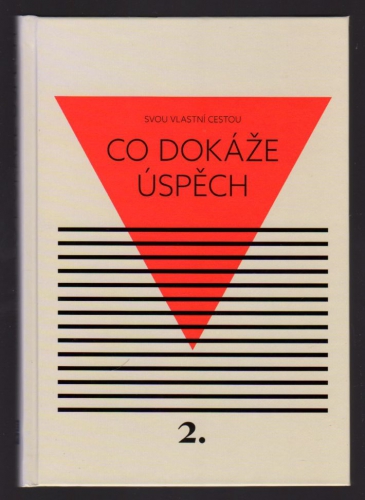 SVOU VLASTNÍ CESTOU
CO DOKÁŽE
ÚSPĚCH
2.